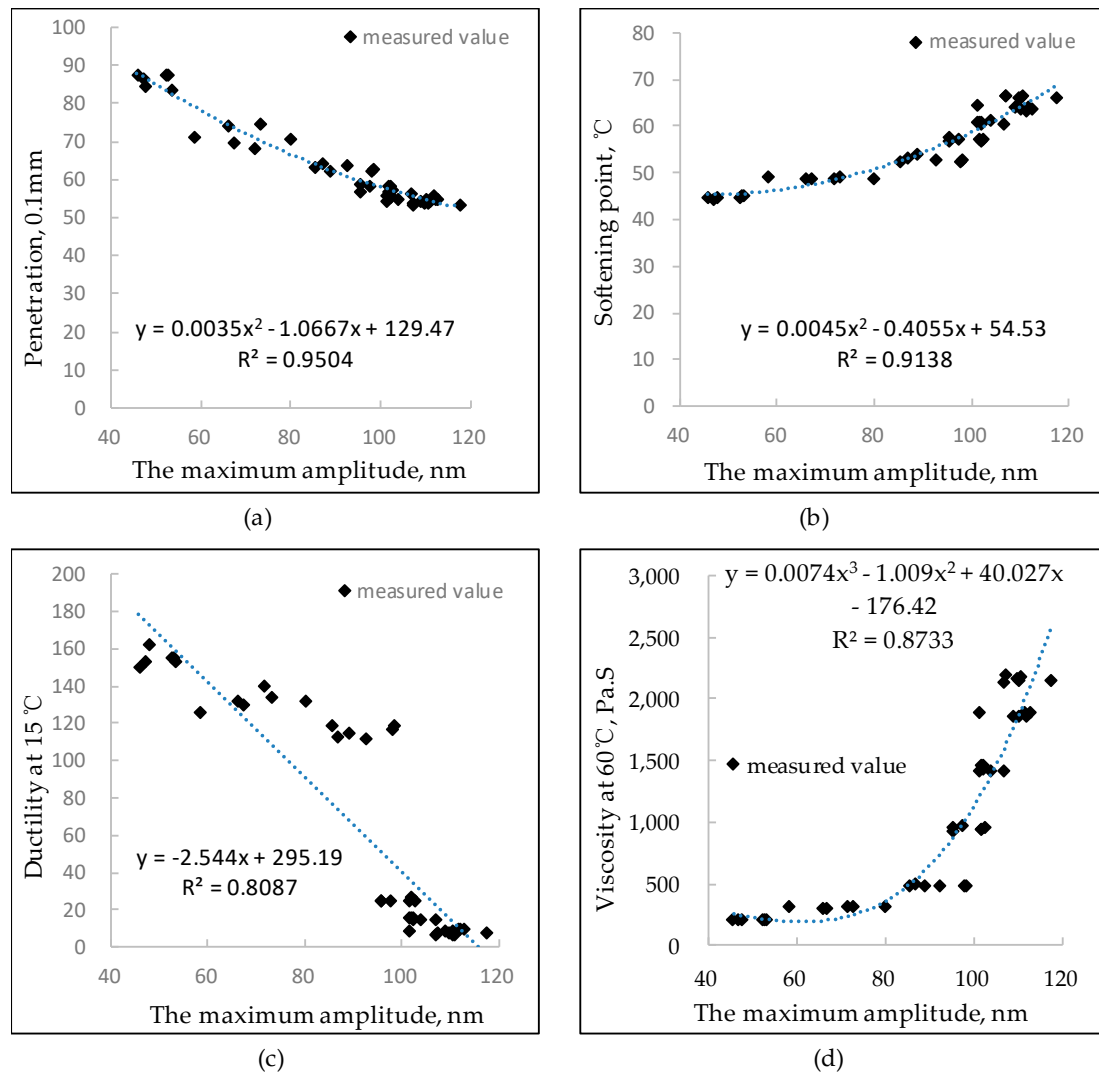 100
90
80
70
60
50
40
30
20
10
0
40 60 80 100 120
Penetration, 0.1mm
measured value
y = 0.0035x² - 1.0667x + 129.47
R² = 0.9504
The maximum amplitude, nm
(a)
80
70
60
50
40
30
20
10
0
40 60 80 100 120
Softening point, ℃
measured value
y = 0.0045x² - 0.4055x + 54.53
R² = 0.9138
The maximum amplitude, nm
(b)
200
180
160
140
120
100
80
60
40
20
0
40 60 80 100 120
Ductility at 15 ℃
measured value
y = -2.544x + 295.19
R² = 0.8087
The maximum amplitude, nm
(c)
3,000
2,500
2,000
1,500
1,000
500
0
40 60 80 100 120
Viscosity at 60℃, Pa.S
y = 0.0074x³ - 1.009x² + 40.027x
- 176.42
R² = 0.8733
measured value
The maximum amplitude, nm
(d)